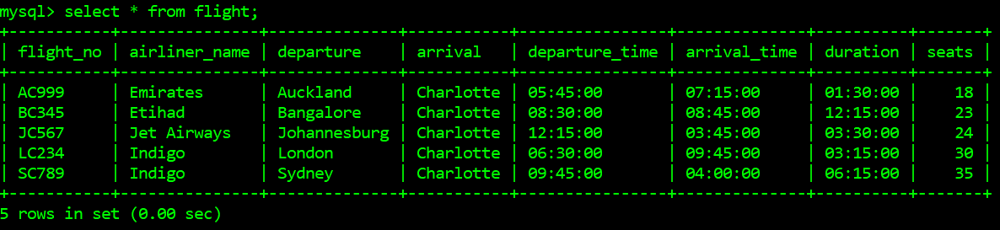 mysql> select * from flight;
+-----------+---------------+--------------+-----------+----------------+--------------+----------+-------+
| flight_no | airliner_name | departure    | arrival   | departure_time | arrival_time | duration | seats |
+-----------+---------------+--------------+-----------+----------------+--------------+----------+-------+
| AC999     | Emirates      | Auckland     | Charlotte | 05:45:00       | 07:15:00     | 01:30:00 |    18 |
| BC345     | Etihad        | Bangalore    | Charlotte | 08:30:00       | 08:45:00     | 12:15:00 |    23 |
| JC567     | Jet Airways   | Johannesburg | Charlotte | 12:15:00       | 03:45:00     | 03:30:00 |    24 |
| LC234     | Indigo        | London       | Charlotte | 06:30:00       | 09:45:00     | 03:15:00 |    30 |
| SC789     | Indigo        | Sydney       | Charlotte | 09:45:00       | 04:00:00     | 06:15:00 |    35 |
+-----------+---------------+--------------+-----------+----------------+--------------+----------+-------+
5 rows in set (0.00 sec)